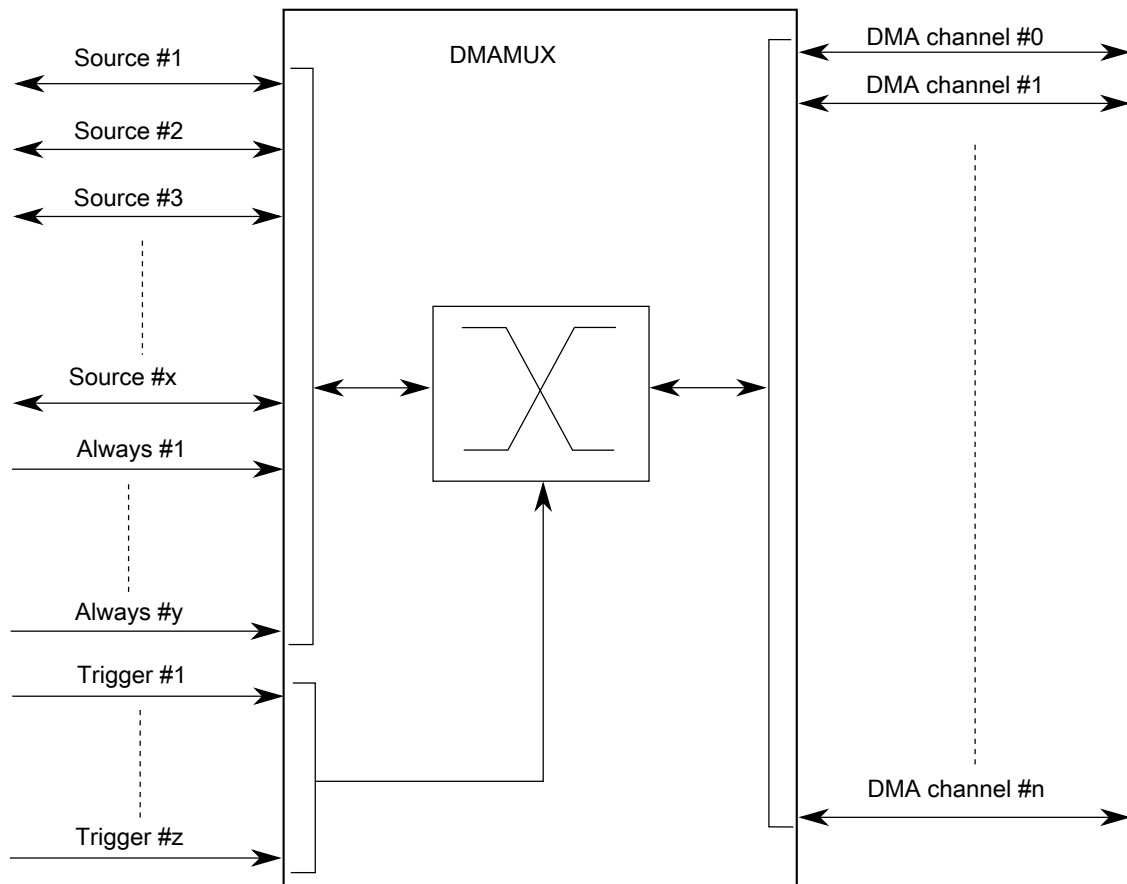 DMAMUX
Source #1
Source #2
Source #3
Source #x
Always #1
Always #y
Trigger #1
Trigger #z
DMA channel #0
DMA channel #1
DMA channel #n